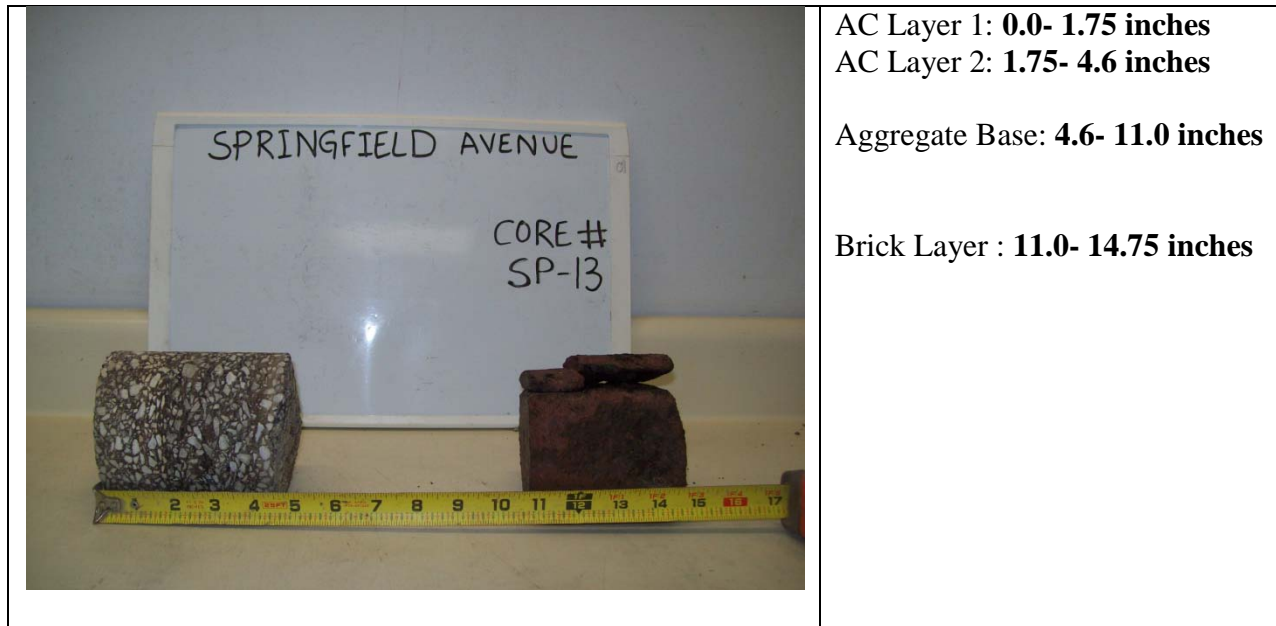 SPRINGFIELD AVENUE
CORE #
SP-13
2 3 4 5 6 7 8 9 10 11 12 13 14 15 16 17
AC Layer 1: 0.0- 1.75 inches
AC Layer 2: 1.75- 4.6 inches
Aggregate Base: 4.6- 11.0 inches
Brick Layer : 11.0- 14.75 inches